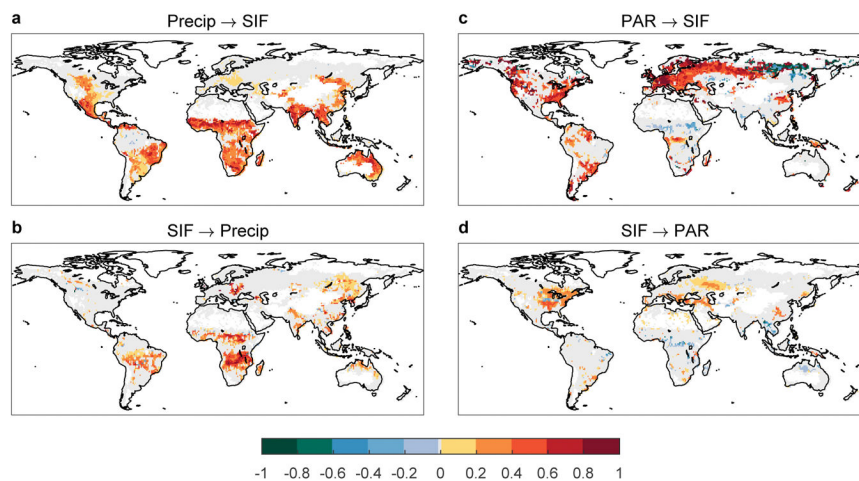 a
Precip → SIF
c
PAR → SIF
b
SIF → Precip
d
SIF → PAR
-1 -0.8 -0.6 -0.4 -0.2 0 0.2 0.4 0.6 0.8 1